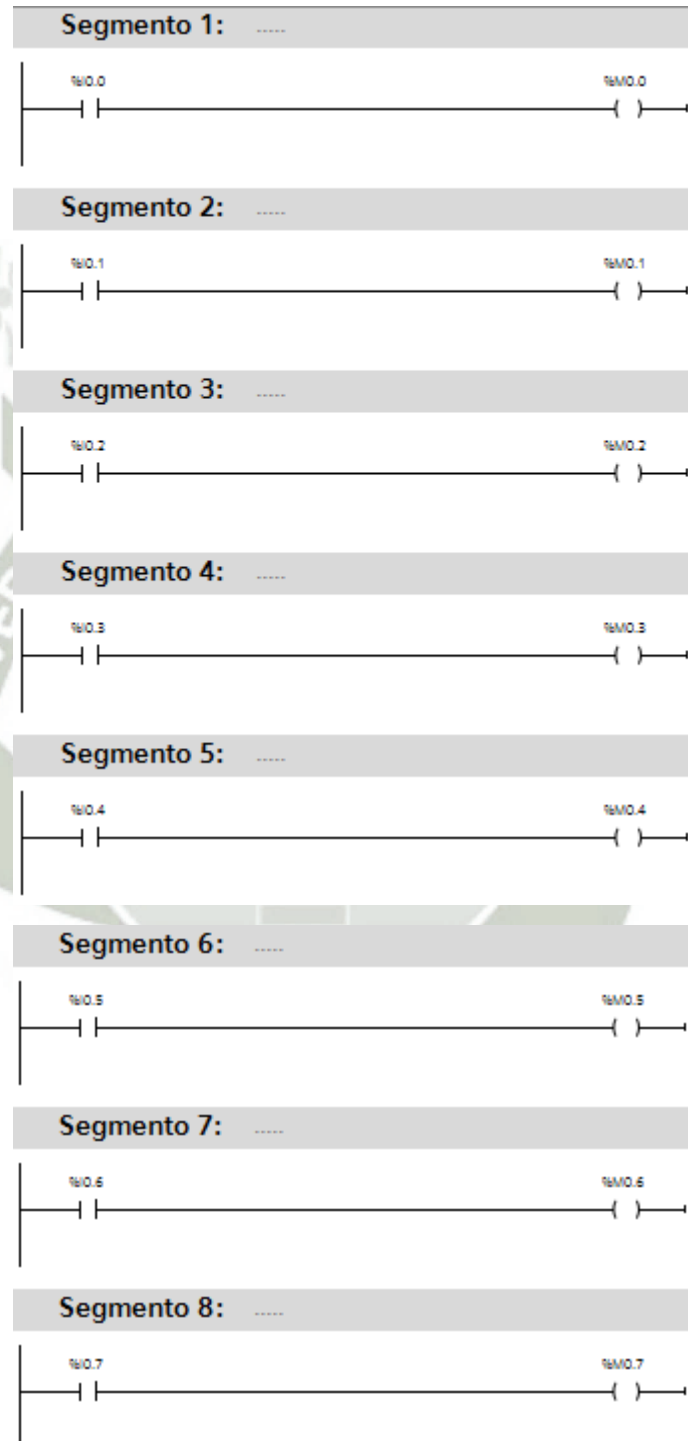 Segmento 1: .....
%I0.0 %M0.0
Segmento 2: .....
%I0.1 %M0.1
Segmento 3: .....
%I0.2 %M0.2
Segmento 4: .....
%I0.3 %M0.3
Segmento 5: .....
%I0.4 %M0.4
Segmento 6: .....
%I0.5 %M0.5
Segmento 7: .....
%I0.6 %M0.6
Segmento 8: .....
%I0.7 %M0.7